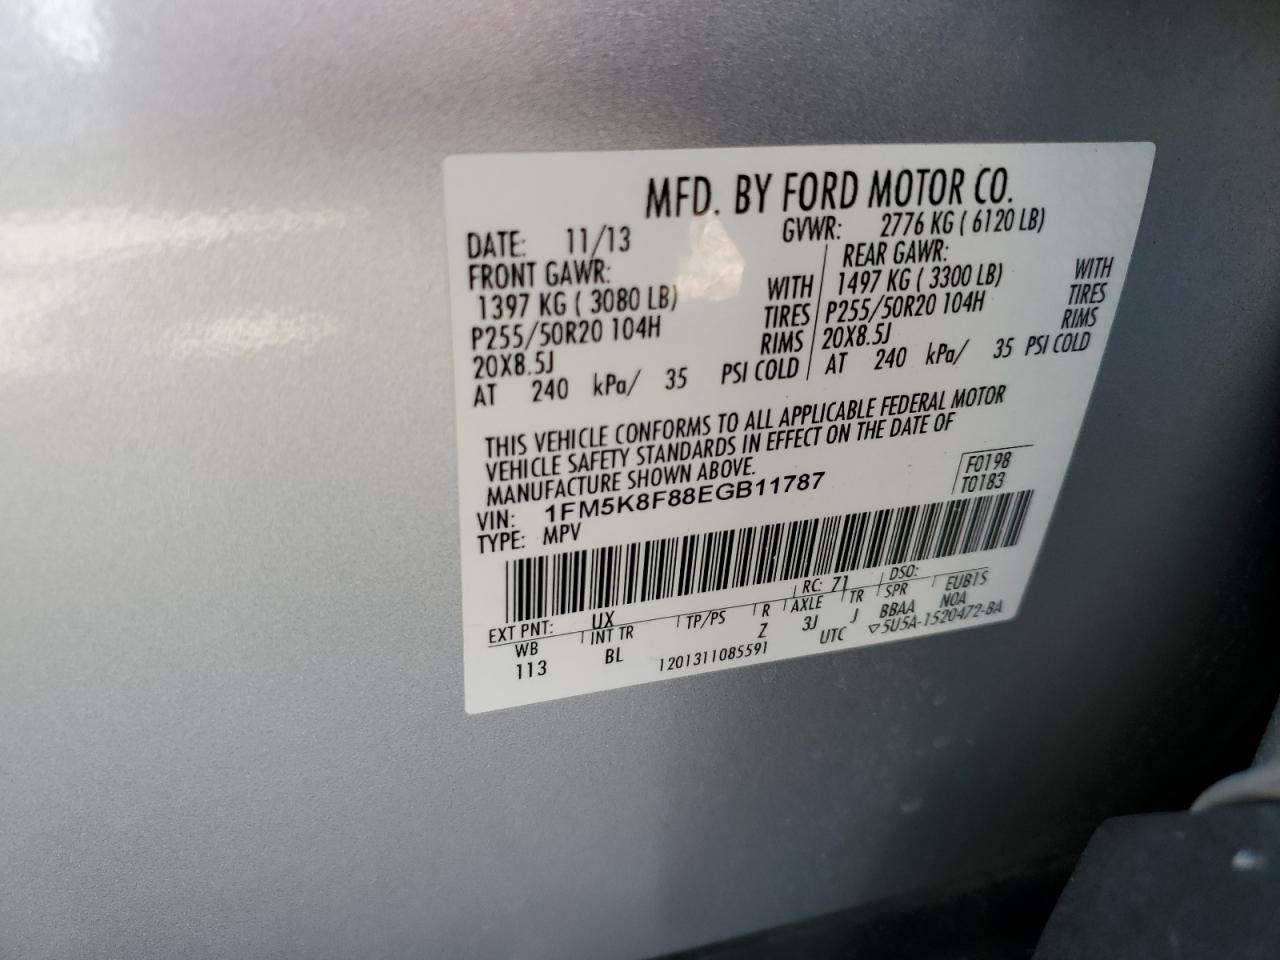 MFD. BY FORD MOTOR CO.
DATE: 11/13 GVWR: 2776 KG ( 6120 LB)
FRONT GAWR: REAR GAWR:
1397 KG ( 3080 LB) WITH 1497 KG ( 3300 LB) WITH
P255/50R20 104H TIRES P255/50R20 104H TIRES
20X8.5J RIMS 20X8.5J RIMS
AT 240 kPa/ 35 PSI COLD AT 240 kPa/ 35 PSI COLD
THIS VEHICLE CONFORMS TO ALL APPLICABLE FEDERAL MOTOR
VEHICLE SAFETY STANDARDS IN EFFECT ON THE DATE OF
MANUFACTURE SHOWN ABOVE.
F0198
VIN: 1FM5K8F88EGB11787 T0183
TYPE: MPV
EXT PNT: UX RC: 71 DSO:
WB INT TR TP/PS R AXLE TR SPR EUB1S
113 BL Z 3J J BBAA NOA
1201311085591 UTC ▽5U5A-1520472-BA